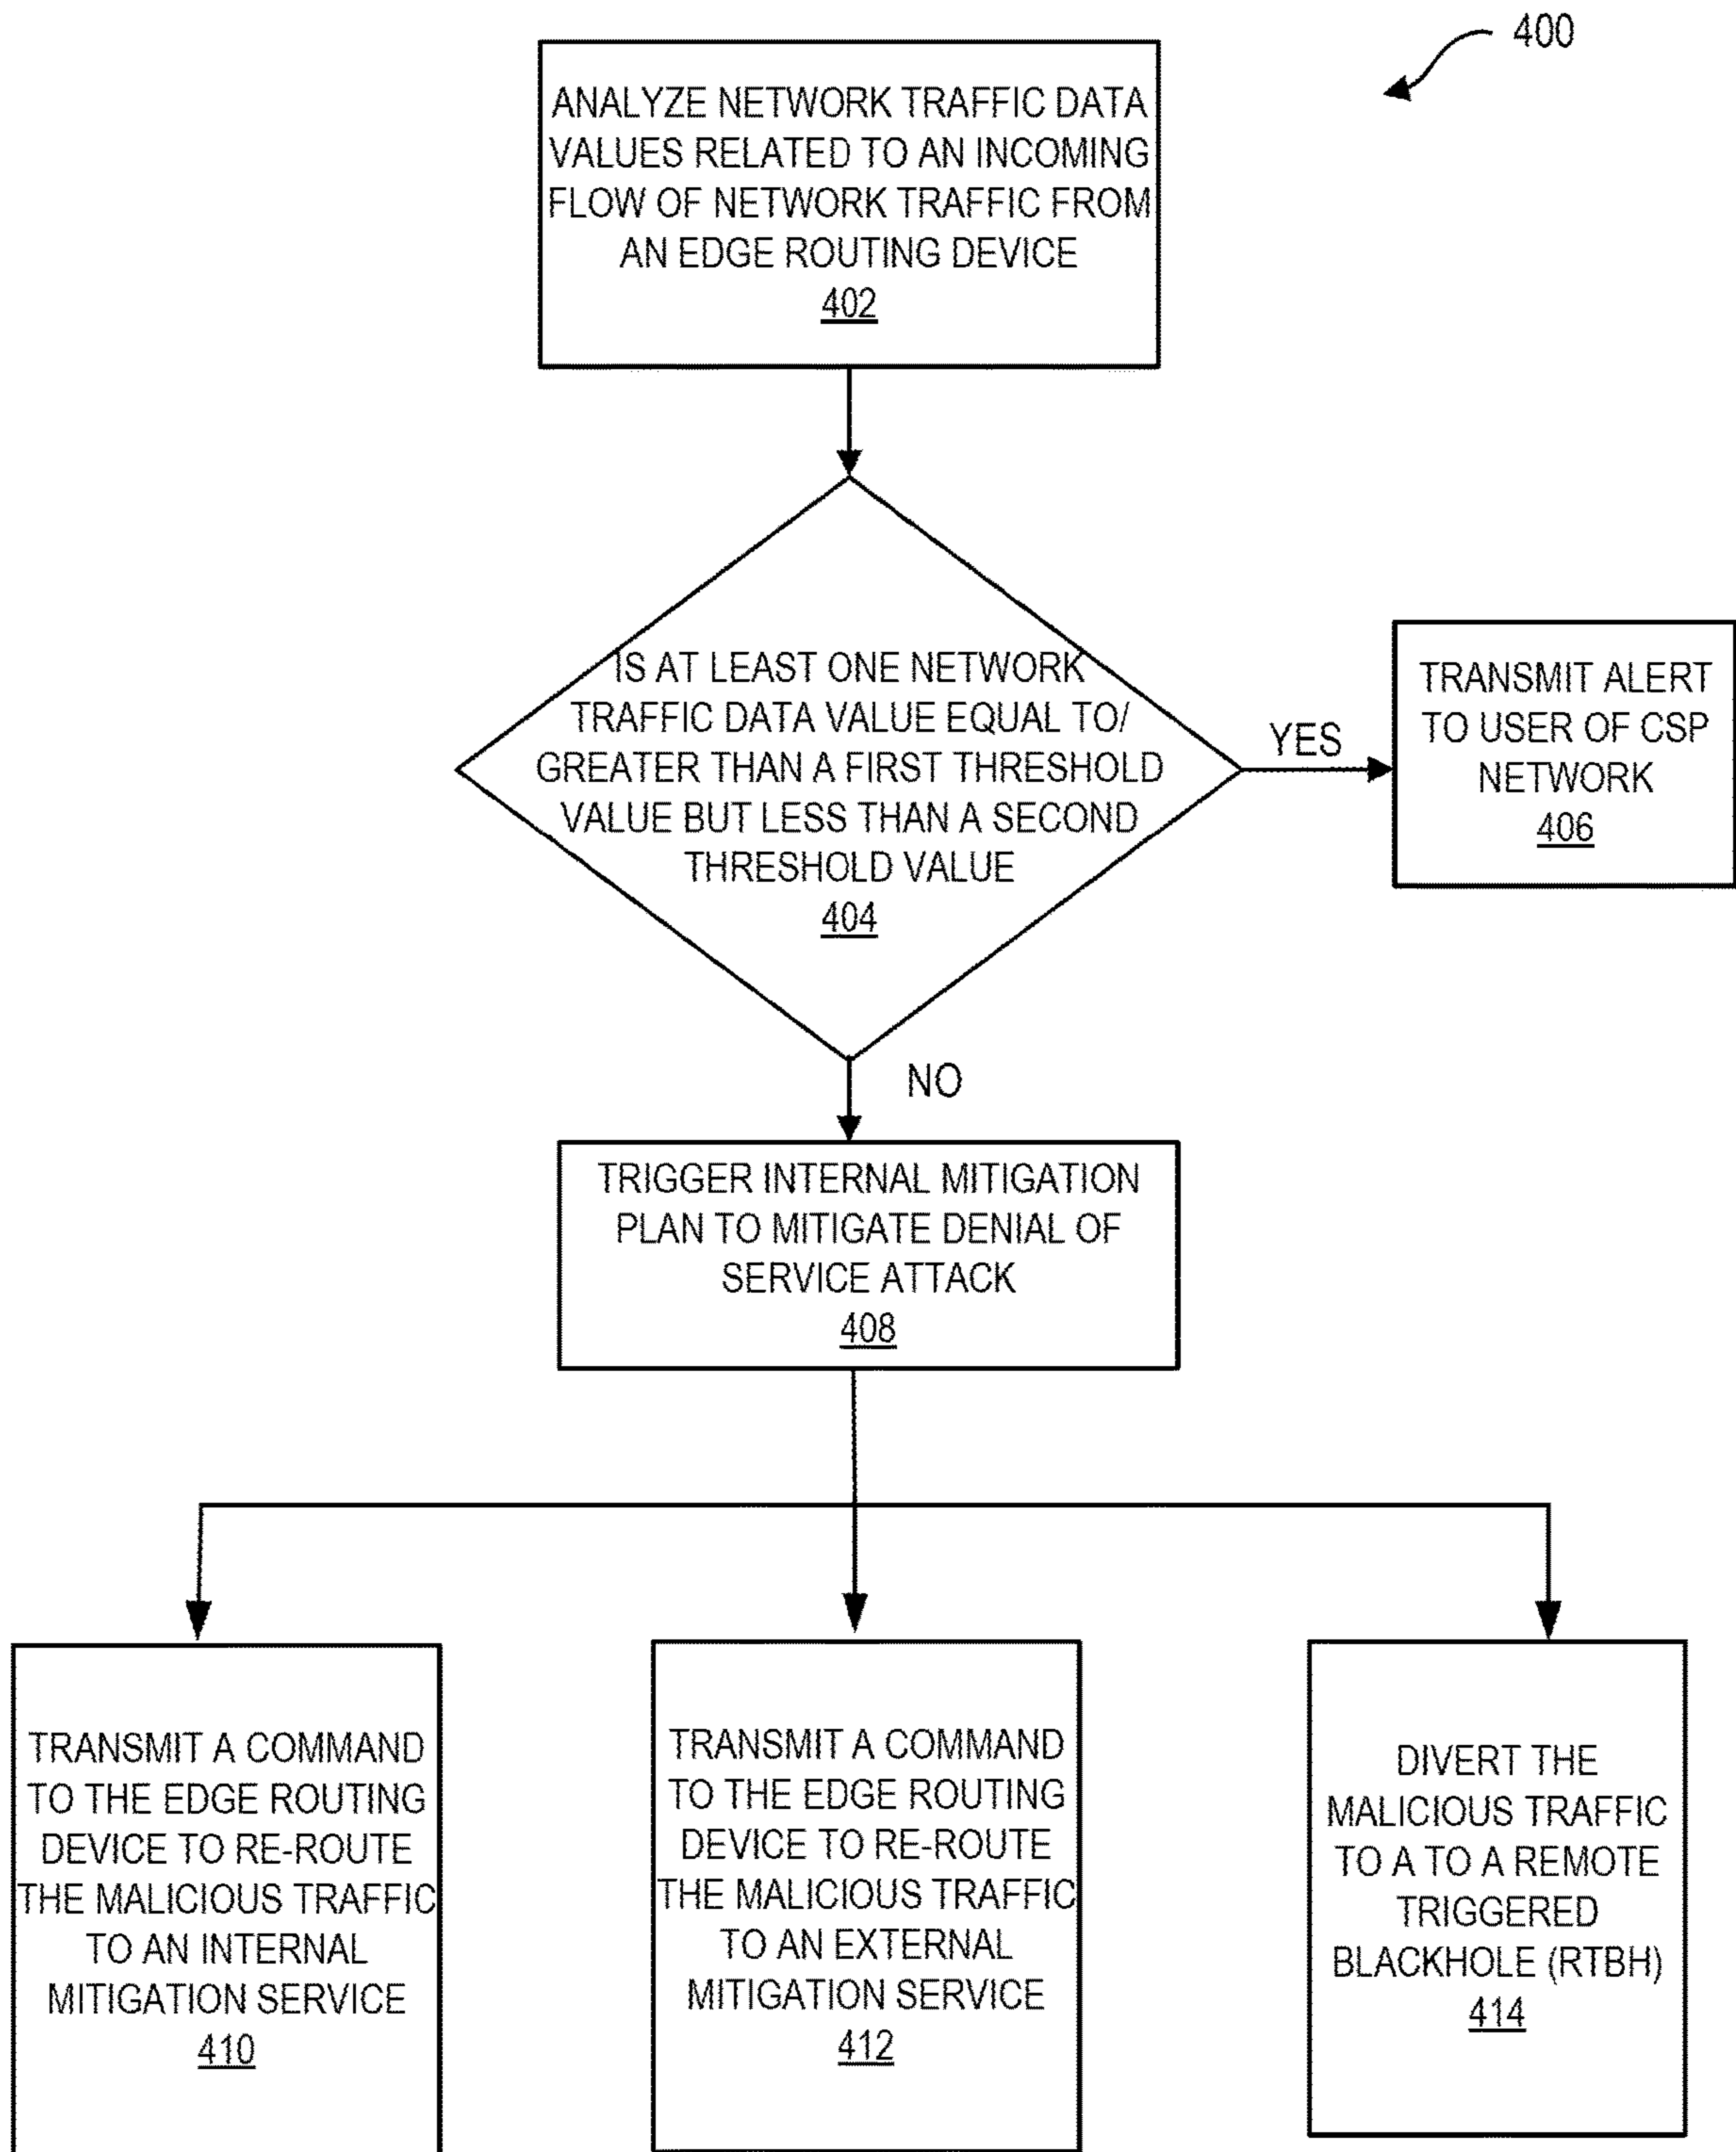 400
ANALYZE NETWORK TRAFFIC DATA
VALUES RELATED TO AN INCOMING
FLOW OF NETWORK TRAFFIC FROM
AN EDGE ROUTING DEVICE
402
IS AT LEAST ONE NETWORK
TRAFFIC DATA VALUE EQUAL TO/
GREATER THAN A FIRST THRESHOLD
VALUE BUT LESS THAN A SECOND
THRESHOLD VALUE
404
YES
TRANSMIT ALERT
TO USER OF CSP
NETWORK
406
NO
TRIGGER INTERNAL MITIGATION
PLAN TO MITIGATE DENIAL OF
SERVICE ATTACK
408
TRANSMIT A COMMAND
TO THE EDGE ROUTING
DEVICE TO RE-ROUTE
THE MALICIOUS TRAFFIC
TO AN INTERNAL
MITIGATION SERVICE
410
TRANSMIT A COMMAND
TO THE EDGE ROUTING
DEVICE TO RE-ROUTE
THE MALICIOUS TRAFFIC
TO AN EXTERNAL
MITIGATION SERVICE
412
DIVERT THE
MALICIOUS TRAFFIC
TO A TO A REMOTE
TRIGGERED
BLACKHOLE (RTBH)
414